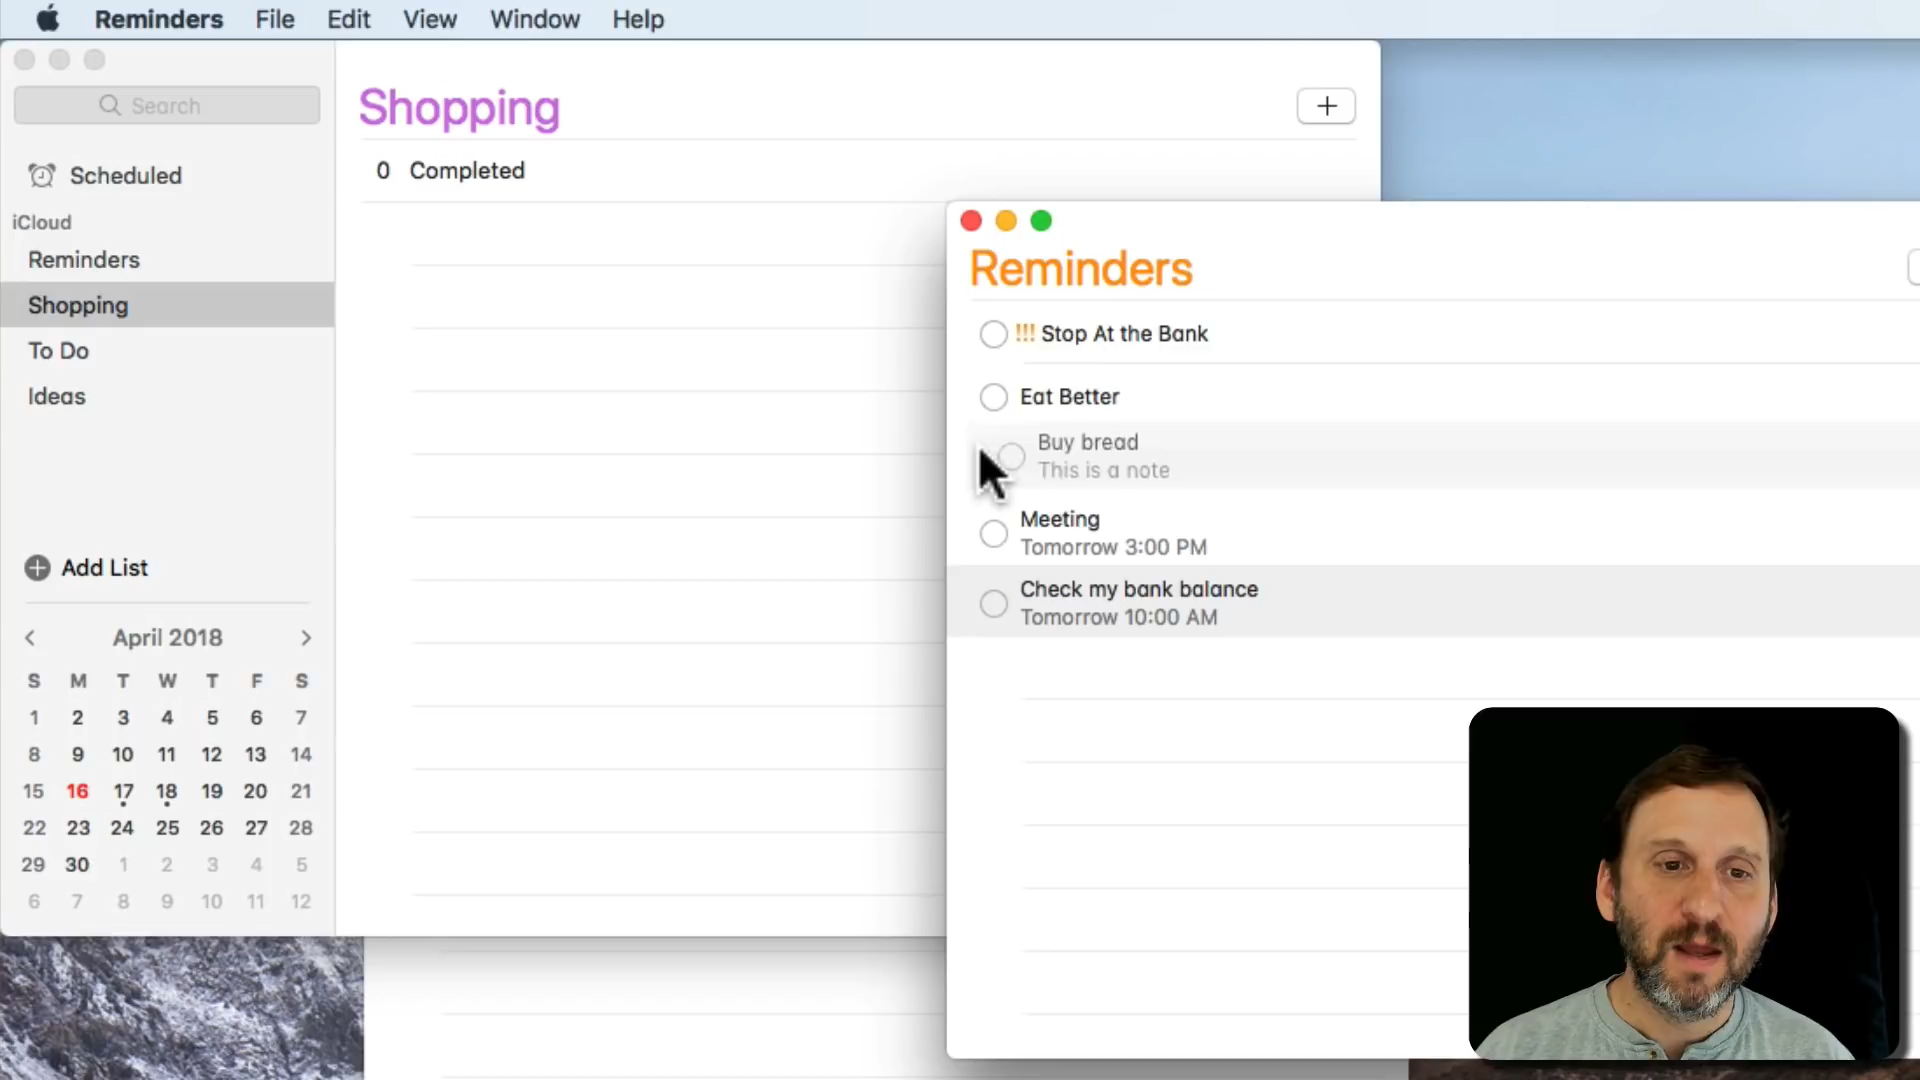 Reminders File Edit View Window Help
Search
Scheduled
iCloud
Reminders
Shopping
To Do
Ideas
Add List
April 2018
S M T W T F S
1 2 3 4 5 6 7
8 9 10 11 12 13 14
15 16 17 18 19 20 21
22 23 24 25 26 27 28
29 30 1 2 3 4 5
6 7 8 9 10 11 12
Shopping
0 Completed
Reminders
!!! Stop At the Bank
Eat Better
Buy bread
This is a note
Meeting
Tomorrow 3:00 PM
Check my bank balance
Tomorrow 10:00 AM